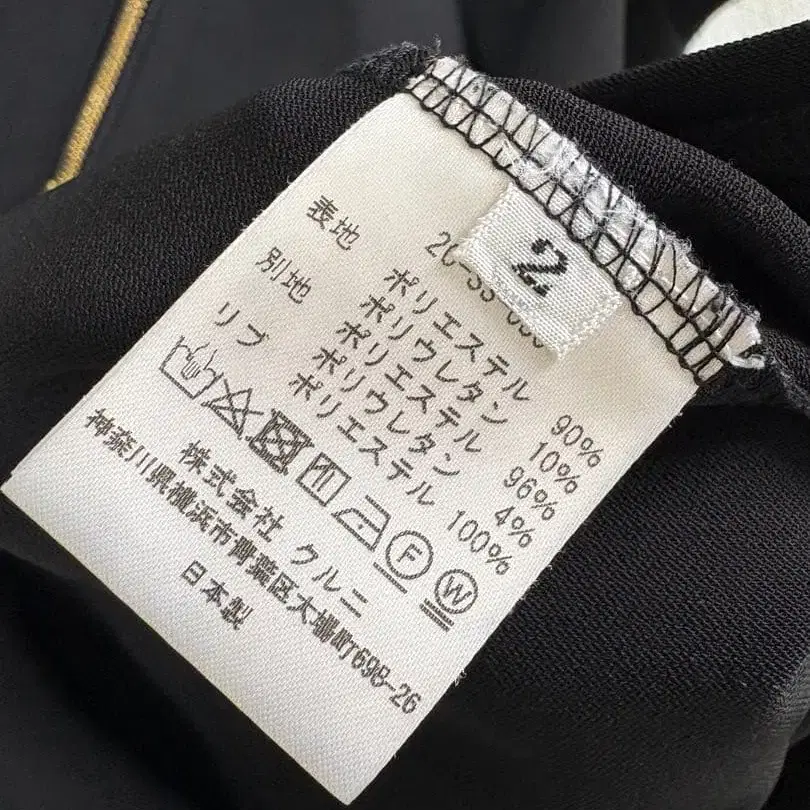 2
表地 ポリエステル 90%
ポリウレタン 10%
別地 ポリエステル 96%
ポリウレタン 4%
リブ ポリエステル 100%
F W
株式会社 クルニ
神奈川県横浜市青葉区大場町698-26
日本製